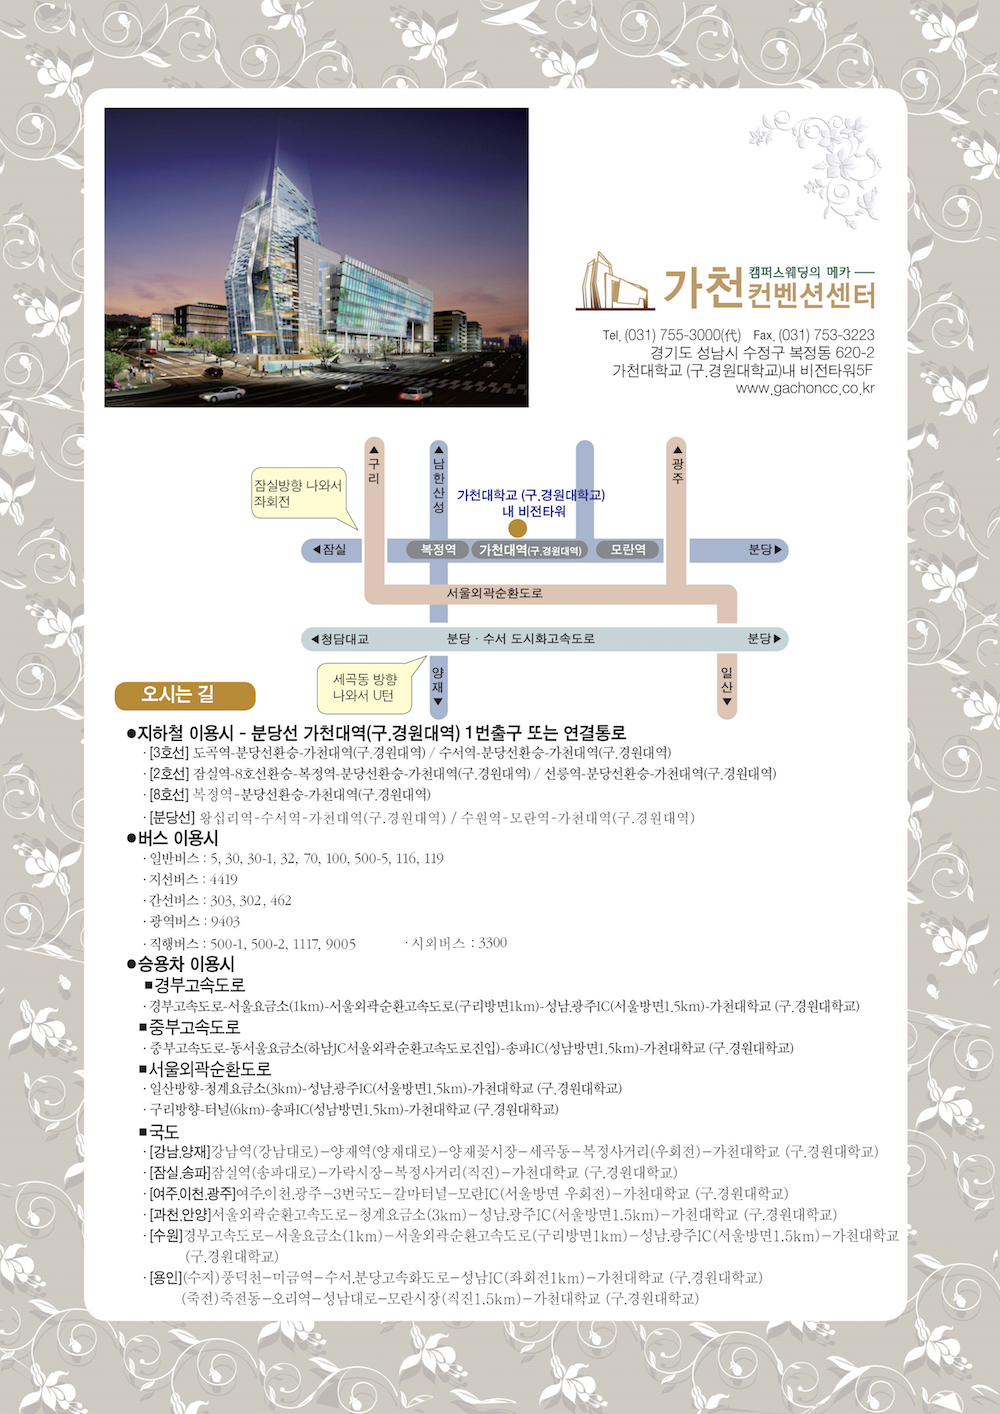 캠퍼스웨딩의 메카
가천컨벤션센터
Tel. (031) 755-3000(代) Fax. (031) 753-3223
경기도 성남시 수정구 복정동 620-2
가천대학교 (구.경원대학교)내 비전타워5F
www.gachoncc.co.kr
▲구리
▲남한산성
▲광주
잠실방향 나와서
좌회전
가천대학교 (구.경원대학교)
내 비전타워
◀잠실
복정역
가천대역(구.경원대역)
모란역
분당▶
서울외곽순환도로
◀청담대교
분당 · 수서 도시화고속도로
분당▶
세곡동 방향
나와서 U턴
양재▼
일산▼
오시는 길
●지하철 이용시 - 분당선 가천대역(구.경원대역) 1번출구 또는 연결통로
· [3호선] 도곡역-분당선환승-가천대역(구.경원대역) / 수서역-분당선환승-가천대역(구.경원대역)
· [2호선] 잠실역-8호선환승-복정역-분당선환승-가천대역(구.경원대역) / 선릉역-분당선환승-가천대역(구.경원대역)
· [8호선] 복정역-분당선환승-가천대역(구.경원대역)
· [분당선] 왕십리역-수서역-가천대역(구.경원대역) / 수원역-모란역-가천대역(구.경원대역)
●버스 이용시
· 일반버스 : 5, 30, 30-1, 32, 70, 100, 500-5, 116, 119
· 지선버스 : 4419
· 간선버스 : 303, 302, 462
· 광역버스 : 9403
· 직행버스 : 500-1, 500-2, 1117, 9005 · 시외버스 : 3300
●승용차 이용시
■경부고속도로
· 경부고속도로-서울요금소(1km)-서울외곽순환고속도로(구리방면1km)-성남.광주IC(서울방면1.5km)-가천대학교 (구.경원대학교)
■중부고속도로
· 중부고속도로-동서울요금소(하남JC서울외곽순환고속도로진입)-송파IC(성남방면1.5km)-가천대학교 (구.경원대학교)
■서울외곽순환도로
· 일산방향-청계요금소(3km)-성남.광주IC(서울방면1.5km)-가천대학교 (구.경원대학교)
· 구리방향-터널(6km)-송파IC(성남방면1.5km)-가천대학교 (구.경원대학교)
■국도
· [강남.양재]강남역(강남대로)-양재역(양재대로)-양재꽃시장-세곡동-복정사거리(우회전)-가천대학교 (구.경원대학교)
· [잠실.송파]잠실역(송파대로)-가락시장-복정사거리(직진)-가천대학교 (구.경원대학교)
· [여주.이천.광주]여주.이천.광주-3번국도-갈마터널-모란IC(서울방면 우회전)-가천대학교 (구.경원대학교)
· [과천.안양]서울외곽순환고속도로-청계요금소(3km)-성남.광주IC(서울방면1.5km)-가천대학교 (구.경원대학교)
· [수원]경부고속도로-서울요금소(1km)-서울외곽순환고속도로(구리방면1km)-성남.광주IC(서울방면1.5km)-가천대학교
(구.경원대학교)
· [용인](수지)풍덕천-미금역-수서.분당고속화도로-성남IC(좌회전1km)-가천대학교 (구.경원대학교)
(죽전)죽전동-오리역-성남대로-모란시장(직진1.5km)-가천대학교 (구.경원대학교)